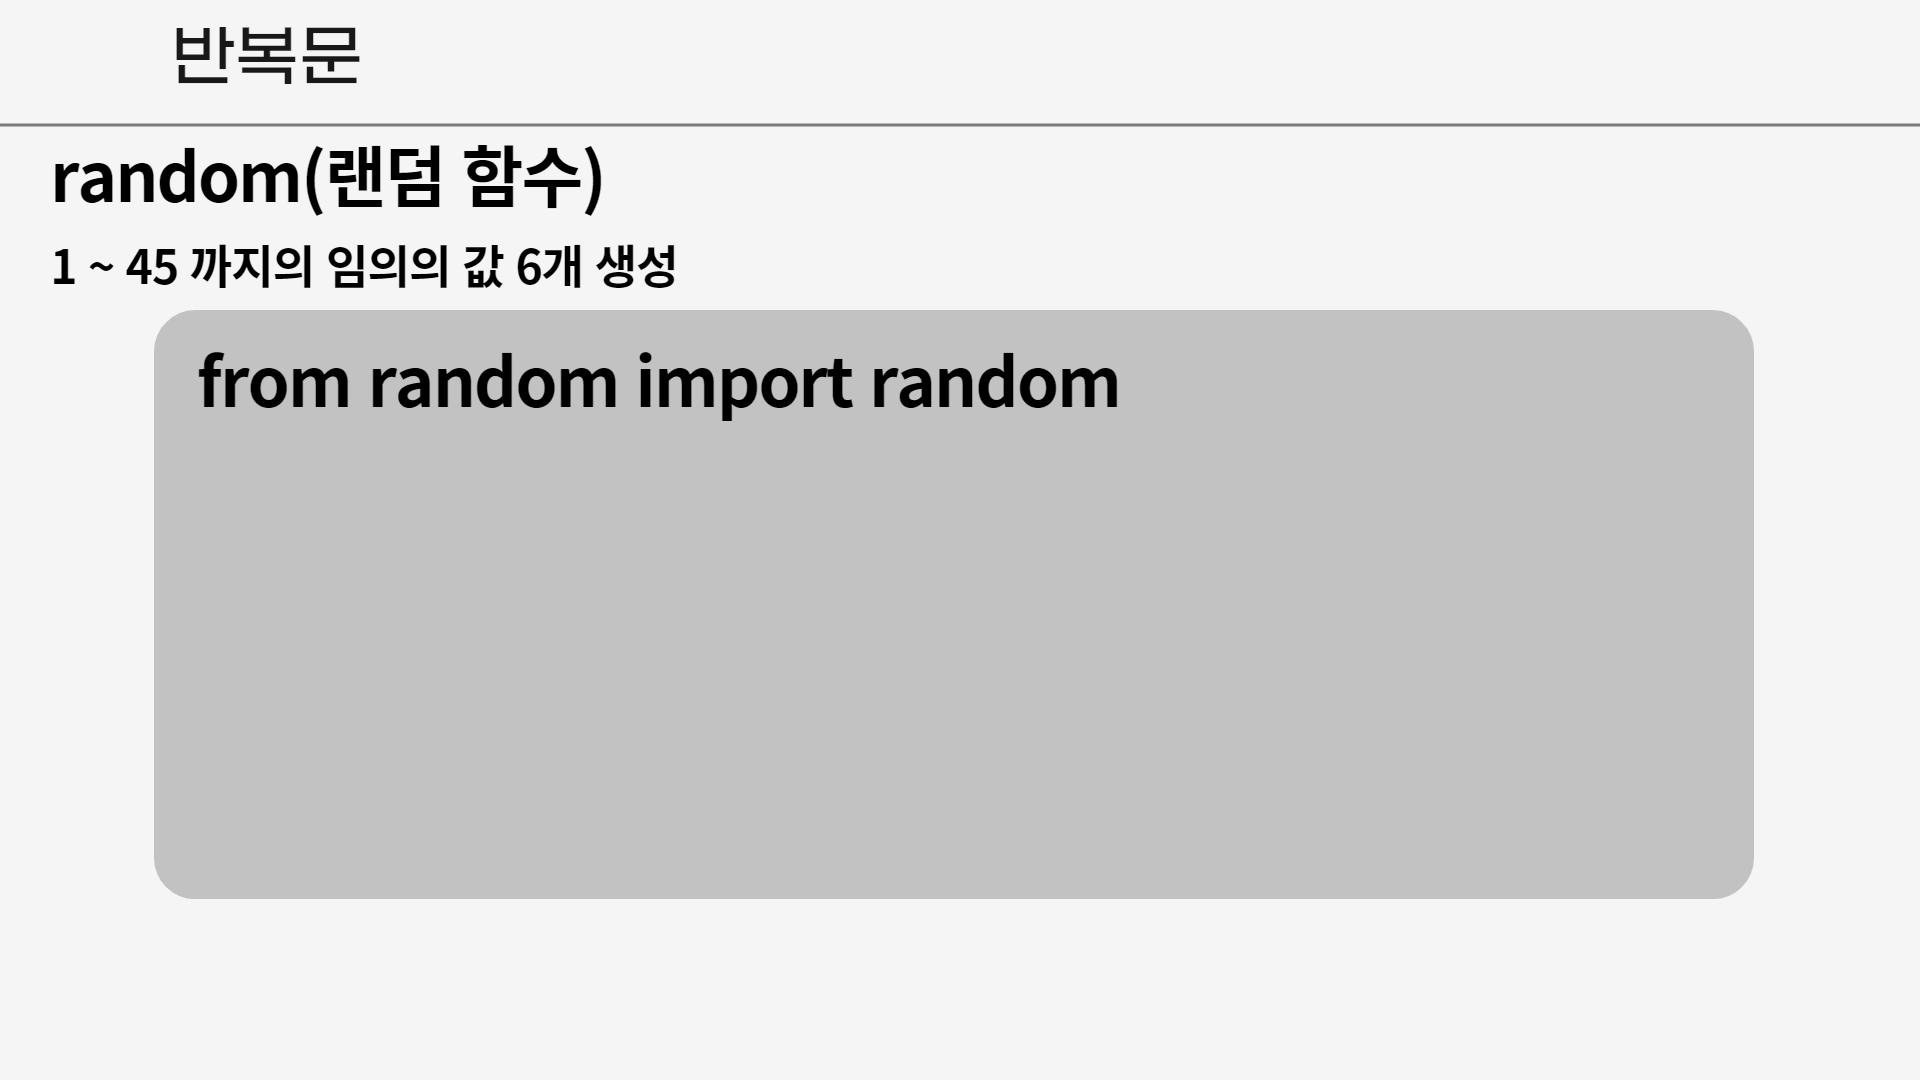 반복문
random(랜덤 함수)
1 ~ 45 까지의 임의의 값 6개 생성
from random import random